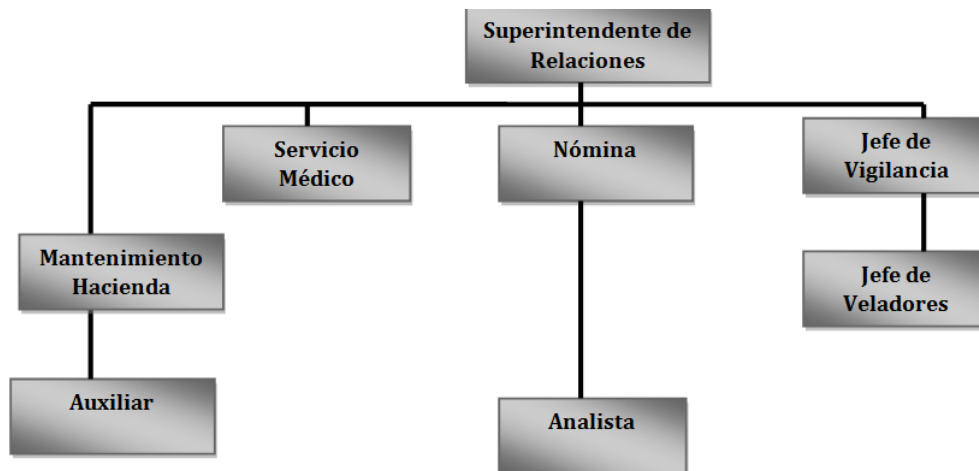 Superintendente de
Relaciones
Servicio
Médico
Nómina
Jefe de
Vigilancia
Mantenimiento
Hacienda
Jefe de
Veladores
Auxiliar
Analista